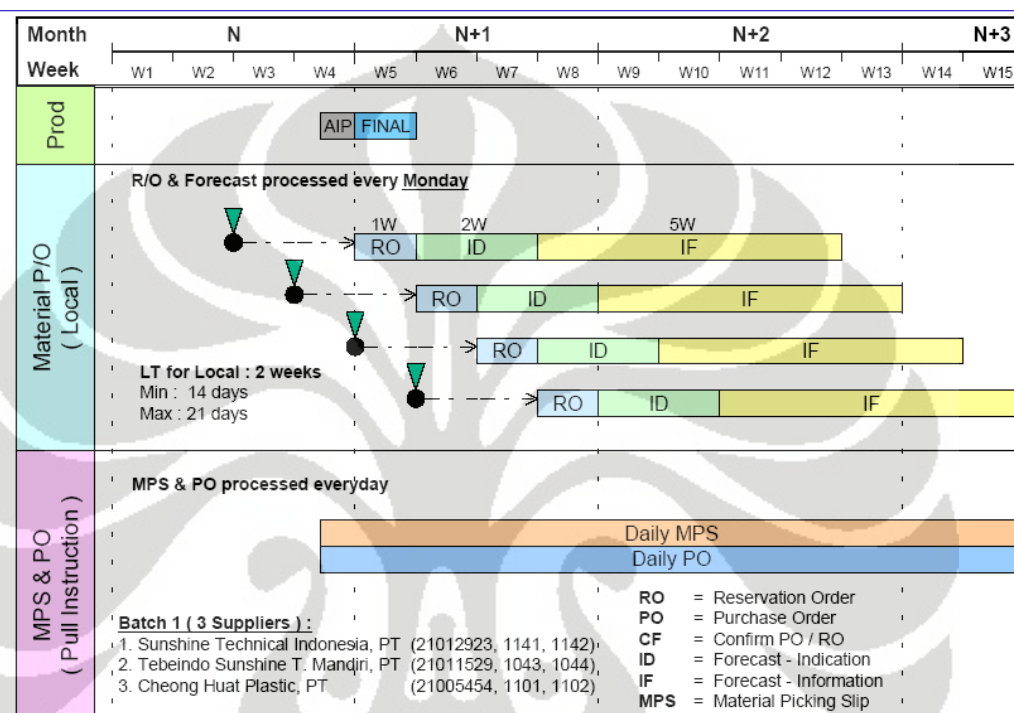 Month N N+1 N+2 N+3
Week W1 W2 W3 W4 W5 W6 W7 W8 W9 W10 W11 W12 W13 W14 W15
Prod
AIP FINAL
Material P/O
( Local )
R/O & Forecast processed every Monday
1W 2W 5W
RO ID IF
RO ID IF
RO ID IF
LT for Local : 2 weeks
Min : 14 days
Max : 21 days
RO ID IF
MPS & PO
( Pull Instruction )
MPS & PO processed everyday
Daily MPS
Daily PO
Batch 1 ( 3 Suppliers ) :
1. Sunshine Technical Indonesia, PT (21012923, 1141, 1142)
2. Tebeindo Sunshine T. Mandiri, PT (21011529, 1043, 1044)
3. Cheong Huat Plastic, PT (21005454, 1101, 1102)
RO = Reservation Order
PO = Purchase Order
CF = Confirm PO / RO
ID = Forecast - Indication
IF = Forecast - Information
MPS = Material Picking Slip